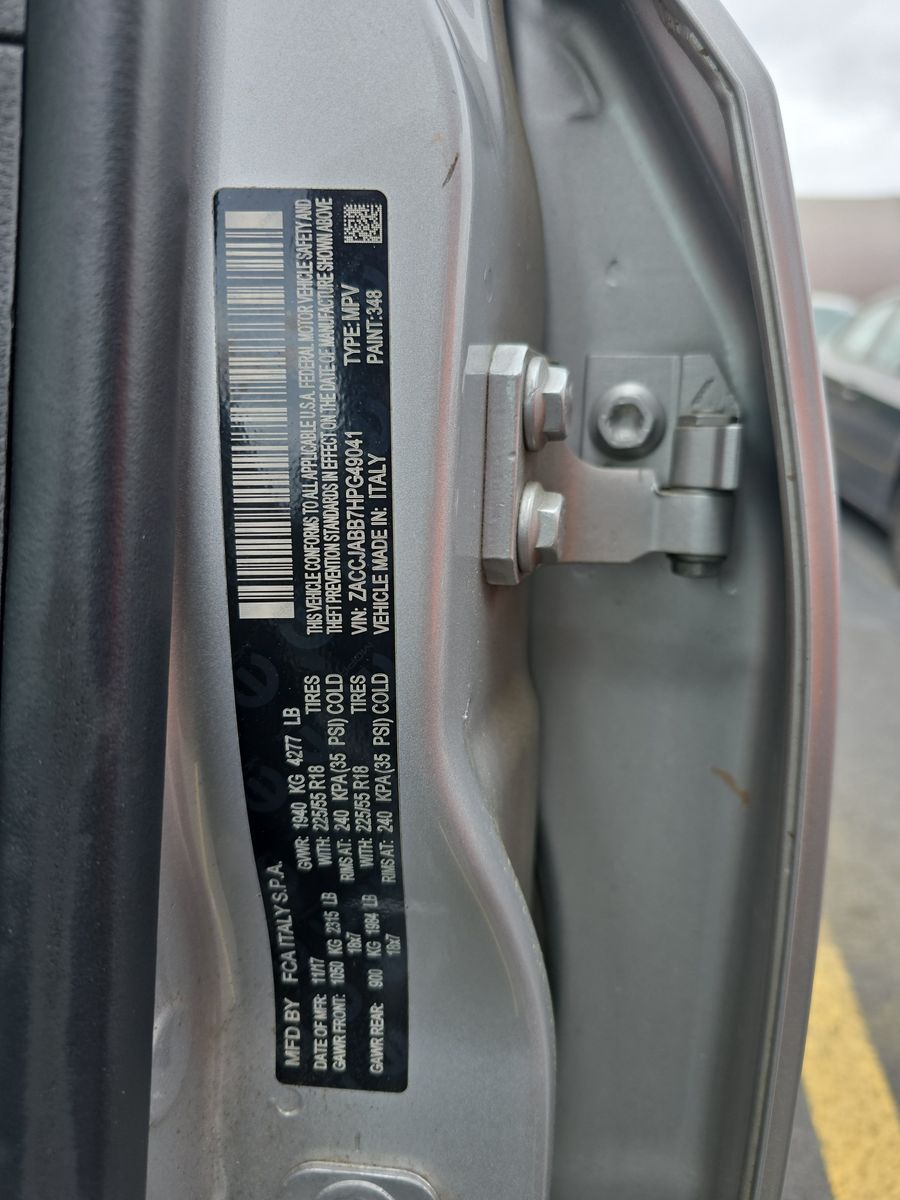 MFD BY FCA ITALY S.P.A.
DATE OF MFR: 11/17 GVWR: 1940 KG 4277 LB
GAWR FRONT: 1050 KG 2315 LB WITH: 225/55 R18 TIRES
18x7 RIMS AT: 240 KPA(35 PSI) COLD
GAWR REAR: 900 KG 1984 LB WITH: 225/55 R18 TIRES
18x7 RIMS AT: 240 KPA(35 PSI) COLD
THIS VEHICLE CONFORMS TO ALL APPLICABLE U.S.A. FEDERAL MOTOR VEHICLE SAFETY AND
THEFT PREVENTION STANDARDS IN EFFECT ON THE DATE OF MANUFACTURE SHOWN ABOVE
VIN: ZACCJABB7HPG49041 TYPE: MPV
VEHICLE MADE IN: ITALY PAINT:348